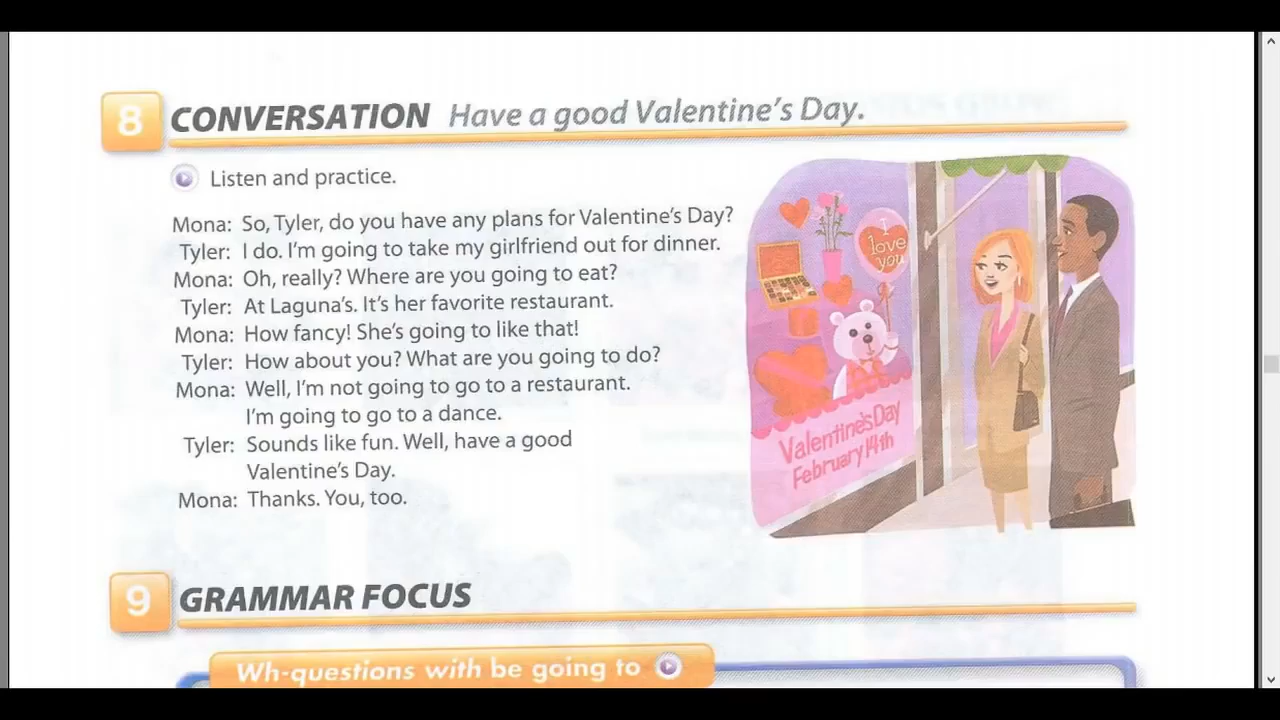 8 CONVERSATION Have a good Valentine's Day.
Listen and practice.
Mona: So, Tyler, do you have any plans for Valentine's Day?
Tyler: I do. I'm going to take my girlfriend out for dinner.
Mona: Oh, really? Where are you going to eat?
Tyler: At Laguna's. It's her favorite restaurant.
Mona: How fancy! She's going to like that!
Tyler: How about you? What are you going to do?
Mona: Well, I'm not going to go to a restaurant.
I'm going to go to a dance.
Tyler: Sounds like fun. Well, have a good
Valentine's Day.
Mona: Thanks. You, too.
I
love
you
Valentine's Day
February 14th
9 GRAMMAR FOCUS
Wh-questions with be going to